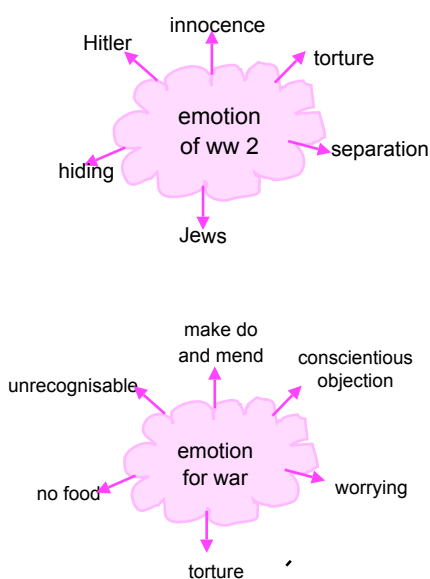 innocence
Hitler
torture
emotion
of ww 2
separation
hiding
Jews
make do
and mend
conscientious
objection
unrecognisable
emotion
for war
no food
worrying
torture